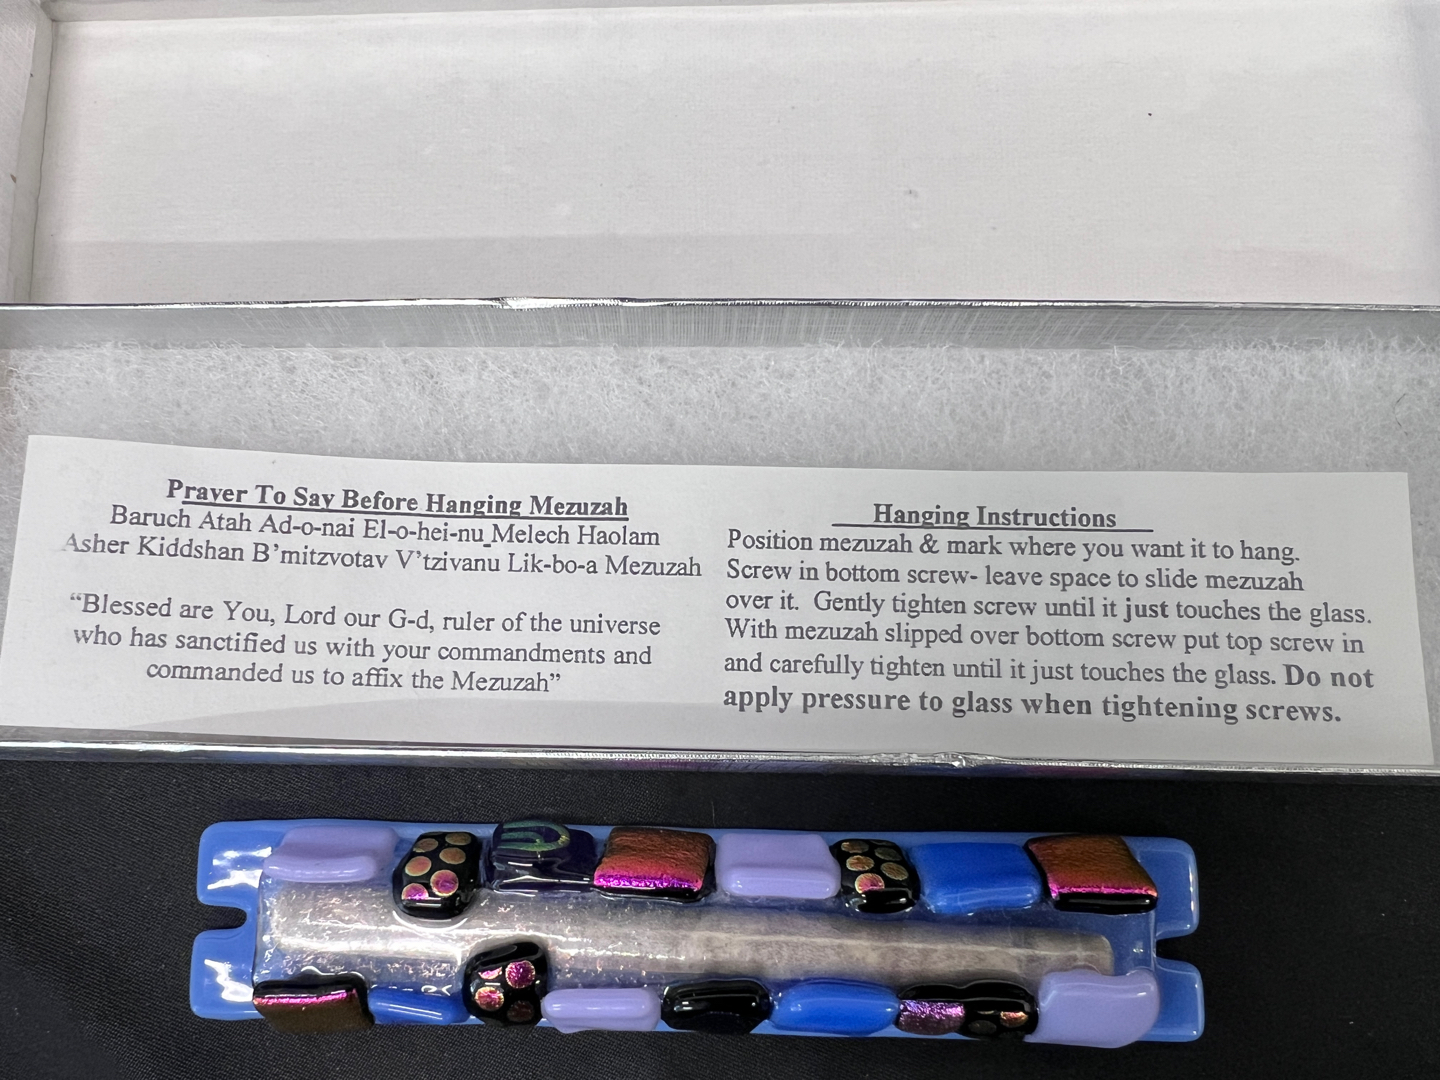 Prayer To Say Before Hanging Mezuzah
Baruch Atah Ad-o-nai El-o-hei-nu Melech Haolam
Asher Kiddshan B'mitzvotav V'tzivanu Lik-bo-a Mezuzah
“Blessed are You, Lord our G-d, ruler of the universe
who has sanctified us with your commandments and
commanded us to affix the Mezuzah”
Hanging Instructions
Position mezuzah & mark where you want it to hang.
Screw in bottom screw- leave space to slide mezuzah
over it. Gently tighten screw until it just touches the glass.
With mezuzah slipped over bottom screw put top screw in
and carefully tighten until it just touches the glass. Do not
apply pressure to glass when tightening screws.